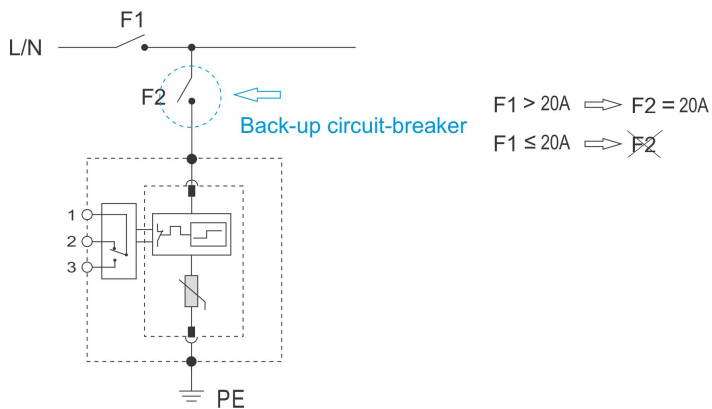 F1
L/N
F2
Back-up circuit-breaker
F1 > 20A ⇨ F2 = 20A
F1 ≤ 20A ⇨ F2
1
2
3
PE